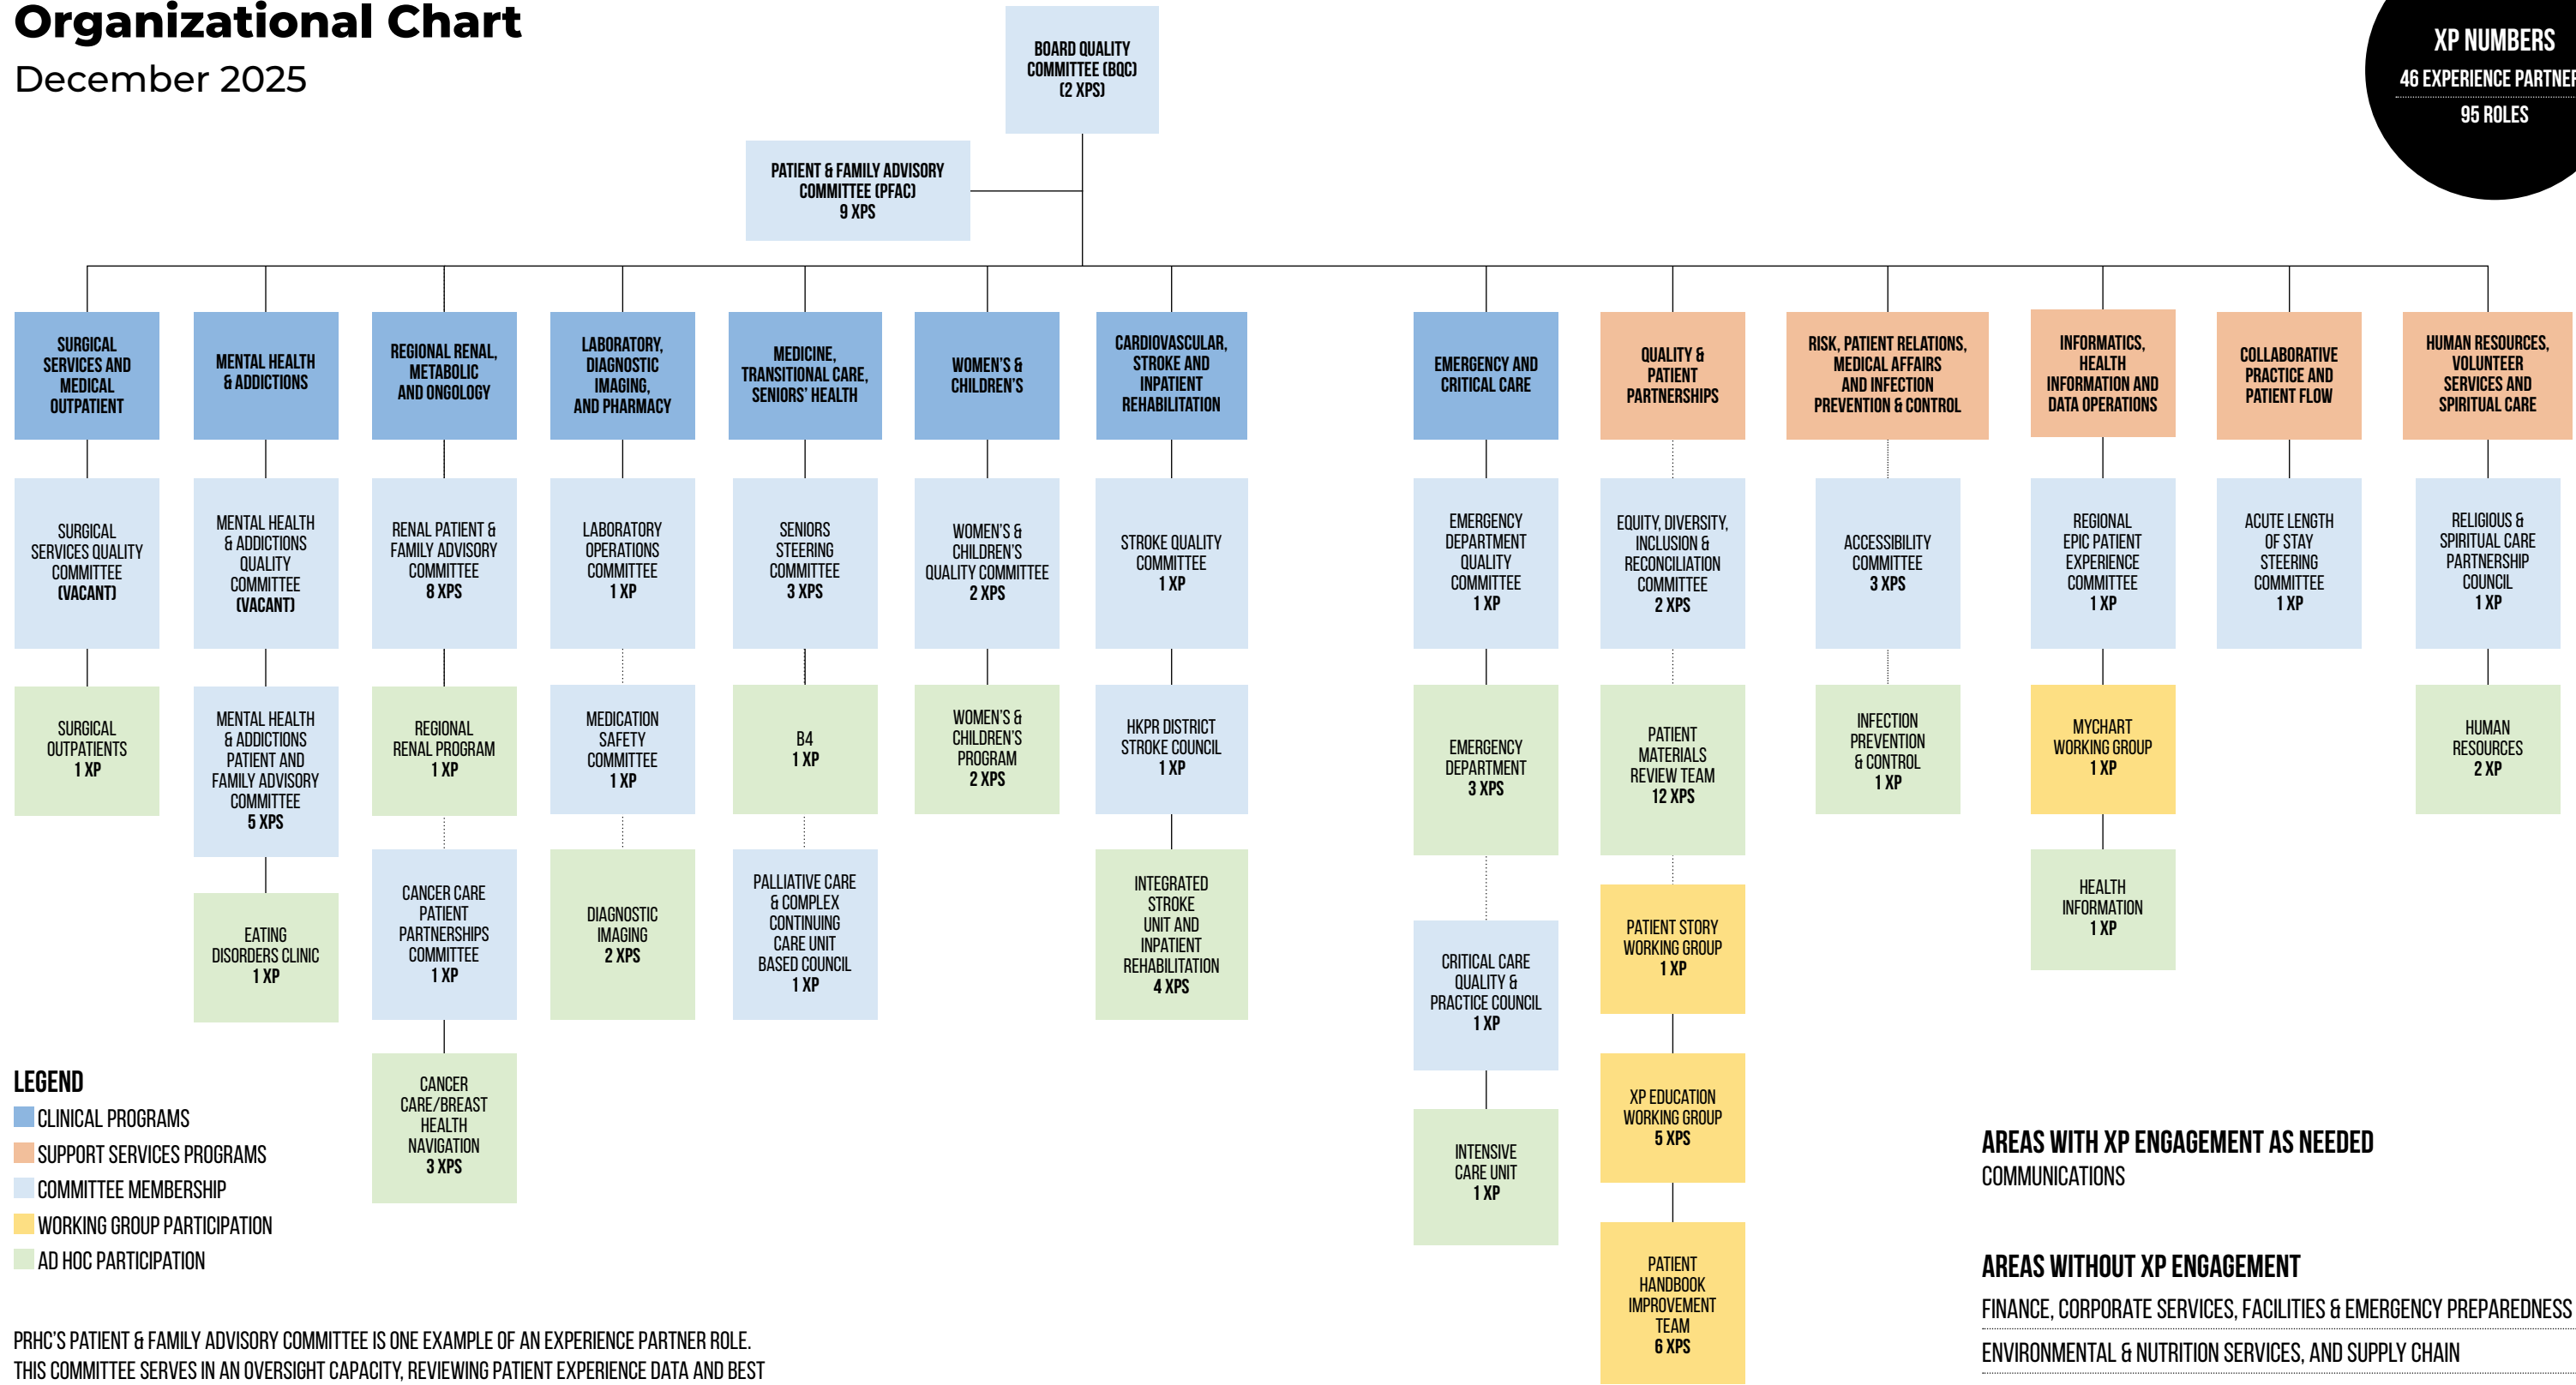 Organizational Chart
December 2025
XP NUMBERS
46 EXPERIENCE PARTNER
95 ROLES
BOARD QUALITY
COMMITTEE (BQC)
(2 XPS)
PATIENT & FAMILY ADVISORY
COMMITTEE (PFAC)
9 XPS
SURGICAL
SERVICES AND
MEDICAL
OUTPATIENT
MENTAL HEALTH
& ADDICTIONS
REGIONAL RENAL,
METABOLIC
AND ONGOLOGY
LABORATORY,
DIAGNOSTIC
IMAGING,
AND PHARMACY
MEDICINE,
TRANSITIONAL CARE,
SENIORS' HEALTH
WOMEN'S &
CHILDREN'S
CARDIOVASCULAR,
STROKE AND
INPATIENT
REHABILITATION
EMERGENCY AND
CRITICAL CARE
QUALITY &
PATIENT
PARTNERSHIPS
RISK, PATIENT RELATIONS,
MEDICAL AFFAIRS
AND INFECTION
PREVENTION & CONTROL
INFORMATICS,
HEALTH
INFORMATION AND
DATA OPERATIONS
COLLABORATIVE
PRACTICE AND
PATIENT FLOW
HUMAN RESOURCES,
VOLUNTEER
SERVICES AND
SPIRITUAL CARE
SURGICAL
SERVICES QUALITY
COMMITTEE
(VACANT)
MENTAL HEALTH
& ADDICTIONS
QUALITY
COMMITTEE
(VACANT)
RENAL PATIENT &
FAMILY ADVISORY
COMMITTEE
8 XPS
LABORATORY
OPERATIONS
COMMITTEE
1 XP
SENIORS
STEERING
COMMITTEE
3 XPS
WOMEN'S &
CHILDREN'S
QUALITY COMMITTEE
2 XPS
STROKE QUALITY
COMMITTEE
1 XP
EMERGENCY
DEPARTMENT
QUALITY
COMMITTEE
1 XP
EQUITY, DIVERSITY,
INCLUSION &
RECONCILIATION
COMMITTEE
2 XPS
ACCESSIBILITY
COMMITTEE
3 XPS
REGIONAL
EPIC PATIENT
EXPERIENCE
COMMITTEE
1 XP
ACUTE LENGTH
OF STAY
STEERING
COMMITTEE
1 XP
RELIGIOUS &
SPIRITUAL CARE
PARTNERSHIP
COUNCIL
1 XP
SURGICAL
OUTPATIENTS
1 XP
MENTAL HEALTH
& ADDICTIONS
PATIENT AND
FAMILY ADVISORY
COMMITTEE
5 XPS
REGIONAL
RENAL PROGRAM
1 XP
MEDICATION
SAFETY
COMMITTEE
1 XP
B4
1 XP
WOMEN'S &
CHILDREN'S
PROGRAM
2 XPS
HKPR DISTRICT
STROKE COUNCIL
1 XP
EMERGENCY
DEPARTMENT
3 XPS
PATIENT
MATERIALS
REVIEW TEAM
12 XPS
INFECTION
PREVENTION
& CONTROL
1 XP
MYCHART
WORKING GROUP
1 XP
HUMAN
RESOURCES
2 XP
EATING
DISORDERS CLINIC
1 XP
CANCER CARE
PATIENT
PARTNERSHIPS
COMMITTEE
1 XP
DIAGNOSTIC
IMAGING
2 XPS
PALLIATIVE CARE
& COMPLEX
CONTINUING
CARE UNIT
BASED COUNCIL
1 XP
INTEGRATED
STROKE
UNIT AND
INPATIENT
REHABILITATION
4 XPS
CRITICAL CARE
QUALITY &
PRACTICE COUNCIL
1 XP
PATIENT STORY
WORKING GROUP
1 XP
HEALTH
INFORMATION
1 XP
CANCER
CARE/BREAST
HEALTH
NAVIGATION
3 XPS
INTENSIVE
CARE UNIT
1 XP
XP EDUCATION
WORKING GROUP
5 XPS
PATIENT
HANDBOOK
IMPROVEMENT
TEAM
6 XPS
LEGEND
CLINICAL PROGRAMS
SUPPORT SERVICES PROGRAMS
COMMITTEE MEMBERSHIP
WORKING GROUP PARTICIPATION
AD HOC PARTICIPATION
AREAS WITH XP ENGAGEMENT AS NEEDED
COMMUNICATIONS
AREAS WITHOUT XP ENGAGEMENT
FINANCE, CORPORATE SERVICES, FACILITIES & EMERGENCY PREPAREDNESS
ENVIRONMENTAL & NUTRITION SERVICES, AND SUPPLY CHAIN
PRHC'S PATIENT & FAMILY ADVISORY COMMITTEE IS ONE EXAMPLE OF AN EXPERIENCE PARTNER ROLE.
THIS COMMITTEE SERVES IN AN OVERSIGHT CAPACITY, REVIEWING PATIENT EXPERIENCE DATA AND BEST